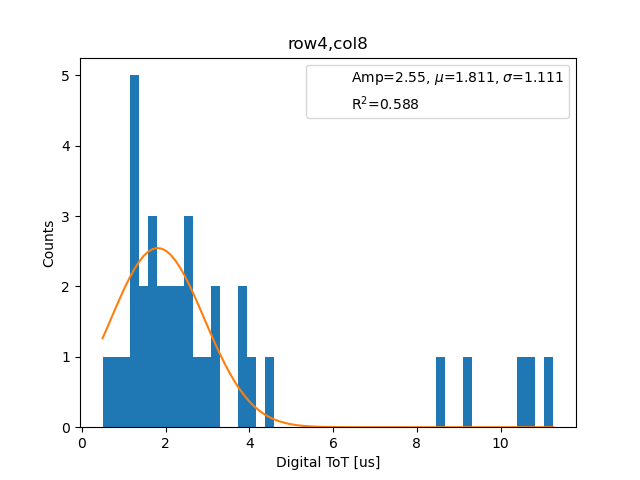 row4,col8
Amp=2.55, μ=1.811, σ=1.111
R²=0.588
Counts
5
4
3
2
1
0
0 2 4 6 8 10
Digital ToT [us]